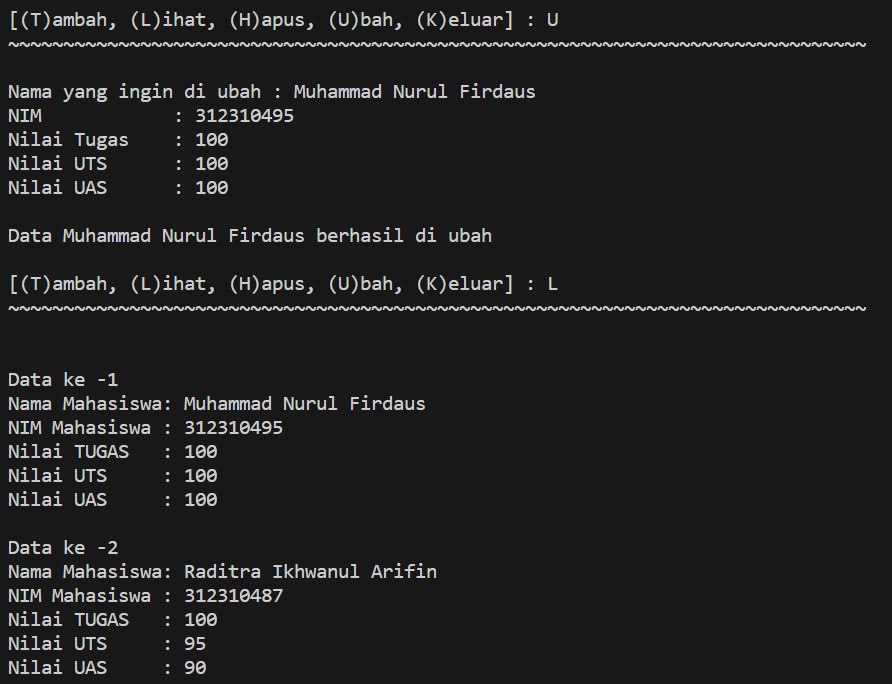 [(T)ambah, (L)ihat, (H)apus, (U)bah, (K)eluar] : U
~~~~~~~~~~~~~~~~~~~~~~~~~~~~~~~~~~~~~~~~~~~~~~~~~~~~~~~~~~~~~~~~~~~~~~~~~~~~~~
Nama yang ingin di ubah : Muhammad Nurul Firdaus
NIM            : 312310495
Nilai Tugas    : 100
Nilai UTS      : 100
Nilai UAS      : 100
Data Muhammad Nurul Firdaus berhasil di ubah
[(T)ambah, (L)ihat, (H)apus, (U)bah, (K)eluar] : L
~~~~~~~~~~~~~~~~~~~~~~~~~~~~~~~~~~~~~~~~~~~~~~~~~~~~~~~~~~~~~~~~~~~~~~~~~~~~~~
Data ke -1
Nama Mahasiswa: Muhammad Nurul Firdaus
NIM Mahasiswa : 312310495
Nilai TUGAS   : 100
Nilai UTS     : 100
Nilai UAS     : 100
Data ke -2
Nama Mahasiswa: Raditra Ikhwanul Arifin
NIM Mahasiswa : 312310487
Nilai TUGAS   : 100
Nilai UTS     : 95
Nilai UAS     : 90